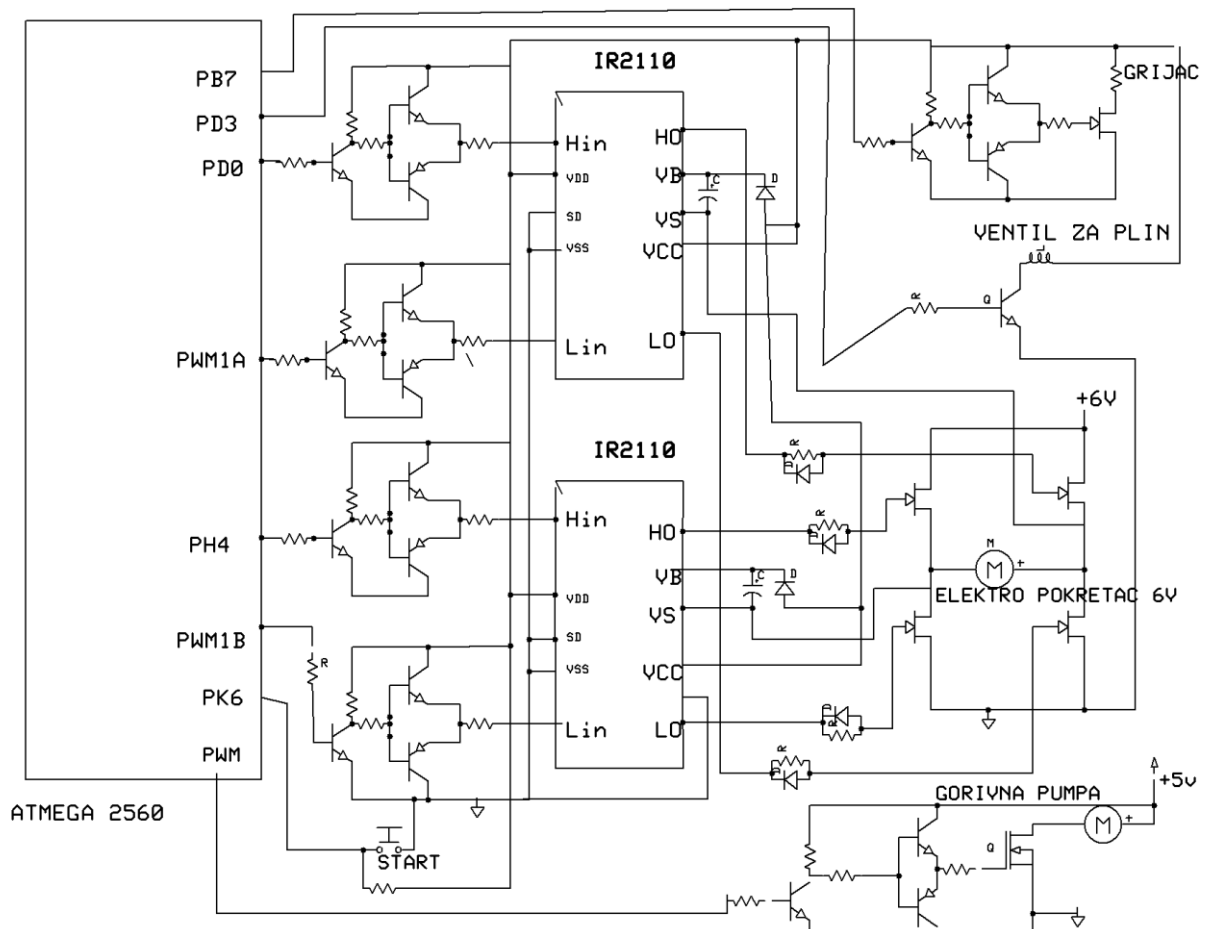 PB7
PD3
PD0
PWM1A
PH4
PWM1B
PK6
PWM
ATMEGA 2560
R
START
IR2110
Hin
VDD
SD
VSS
Lin
HO
VB
VS
VCC
LO
C
D
IR2110
Hin
VDD
SD
VSS
Lin
HO
VB
VS
VCC
LO
C
D
GRIJAC
VENTIL ZA PLIN
L
R
Q
+6V
R
D
R
D
M
M
+
ELEKTRO POKRETAC 6V
D
R
R
D
GORIVNA PUMPA
+5v
M
+
Q